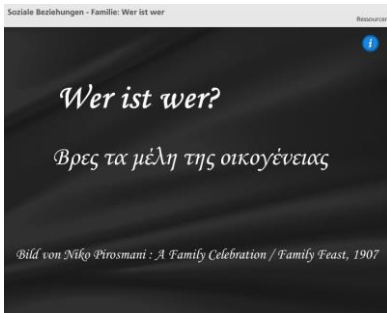 Soziale Beziehungen - Familie: Wer ist wer
Ressourcen
i
Wer ist wer?
Βρες τα μέλη της οικογένειας
Bild von Niko Pirosmani : A Family Celebration / Family Feast, 1907